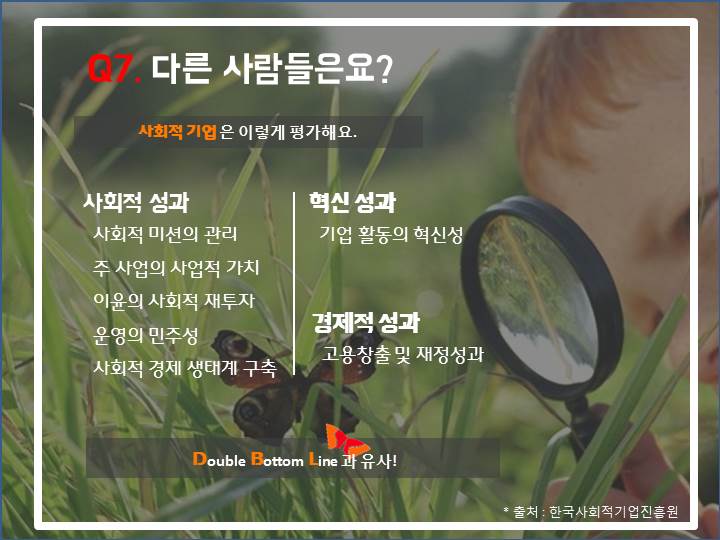 Q7. 다른 사람들은요?
사회적 기업은 이렇게 평가해요.
사회적 성과
사회적 미션의 관리
주 사업의 사업적 가치
이윤의 사회적 재투자
운영의 민주성
사회적 경제 생태계 구축
혁신 성과
기업 활동의 혁신성
경제적 성과
고용창출 및 재정성과
Double Bottom Line과 유사!
* 출처 : 한국사회적기업진흥원